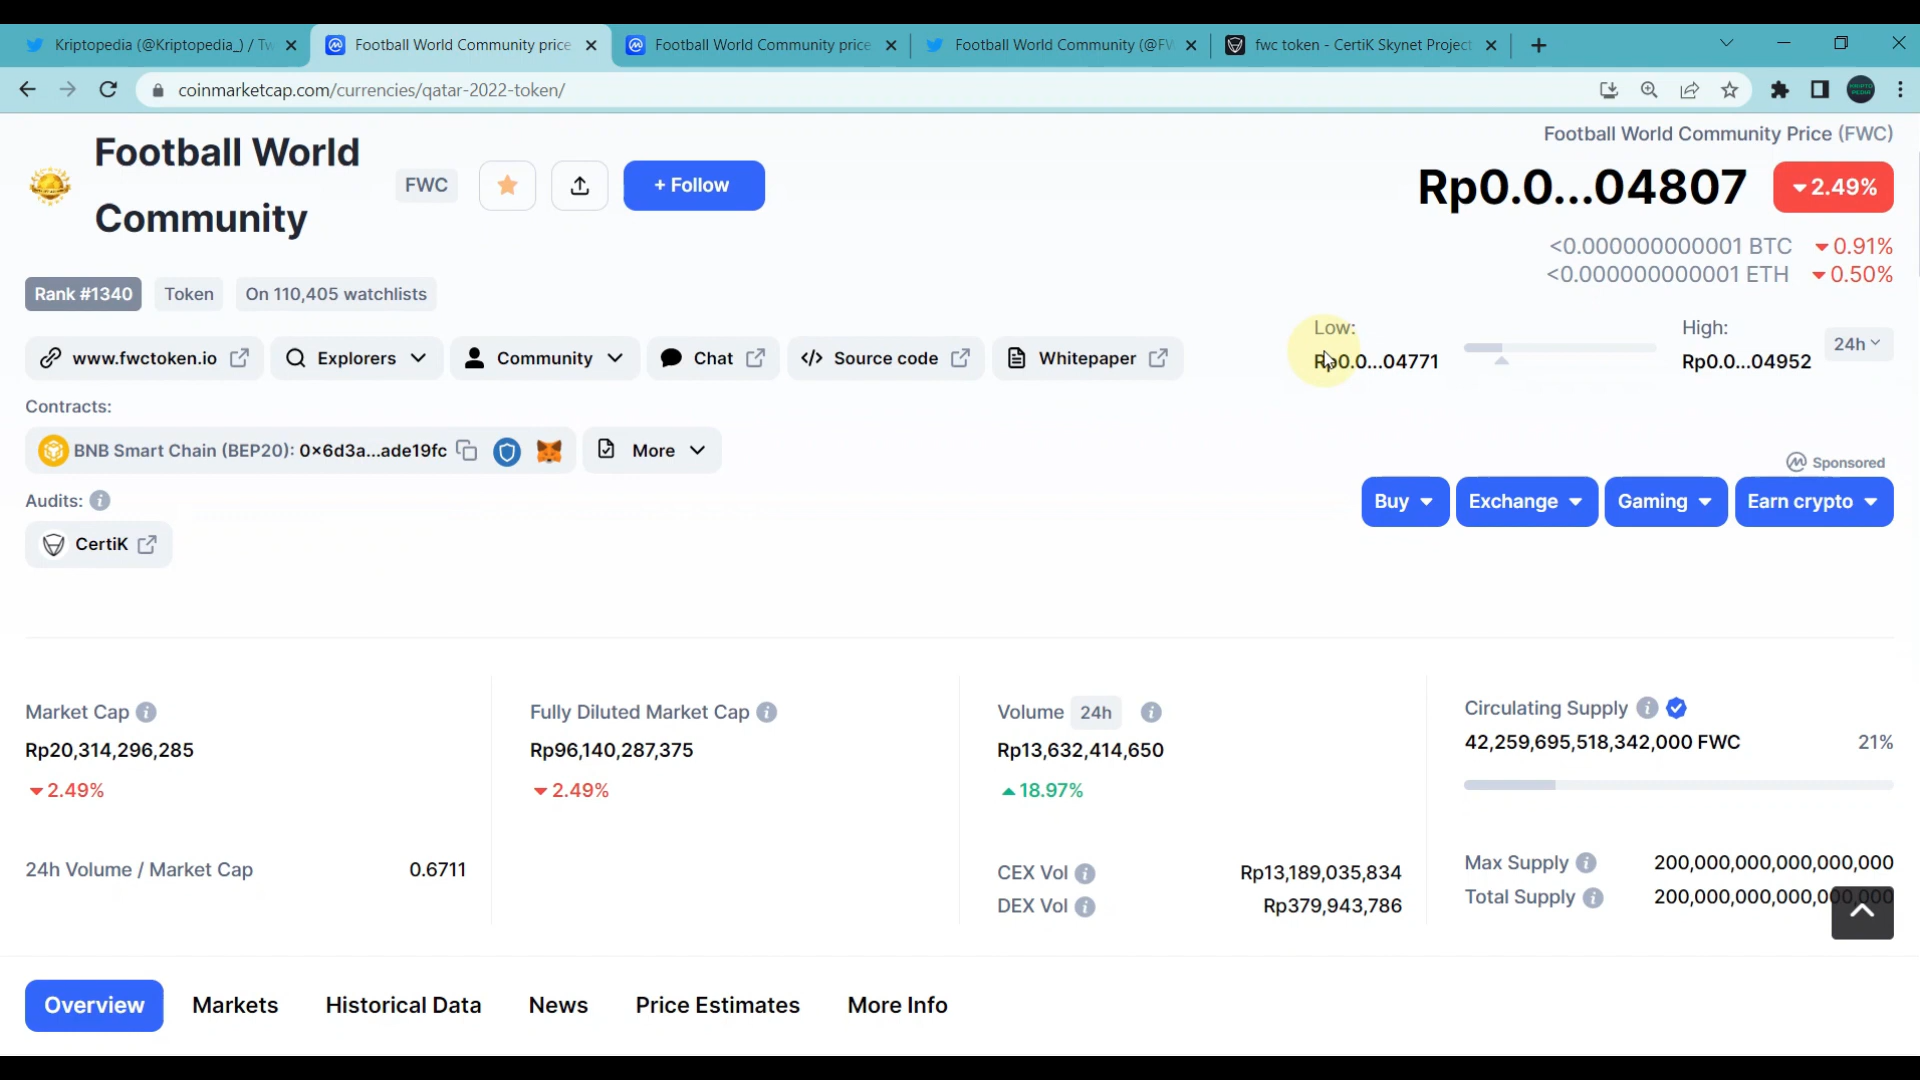 Kriptopedia (@Kriptopedia_) / Tw
Football World Community price
Football World Community price
Football World Community (@FW
fwc token - CertiK Skynet Project
coinmarketcap.com/currencies/qatar-2022-token/
Football World
Community
FWC
+ Follow
Football World Community Price (FWC)
Rp0.0...04807
2.49%
<0.000000000001 BTC
0.91%
<0.000000000001 ETH
0.50%
Rank #1340
Token
On 110,405 watchlists
Low:
Rp0.0...04771
High:
Rp0.0...04952
24h
www.fwctoken.io
Explorers
Community
Chat
Source code
Whitepaper
Contracts:
BNB Smart Chain (BEP20): 0x6d3a...ade19fc
More
Sponsored
Buy
Exchange
Gaming
Earn crypto
Audits:
CertiK
Market Cap
Rp20,314,296,285
2.49%
24h Volume / Market Cap
0.6711
Fully Diluted Market Cap
Rp96,140,287,375
2.49%
Volume 24h
Rp13,632,414,650
18.97%
CEX Vol
Rp13,189,035,834
DEX Vol
Rp379,943,786
Circulating Supply
42,259,695,518,342,000 FWC
21%
Max Supply
200,000,000,000,000,000
Total Supply
200,000,000,000,000,000
Overview
Markets
Historical Data
News
Price Estimates
More Info